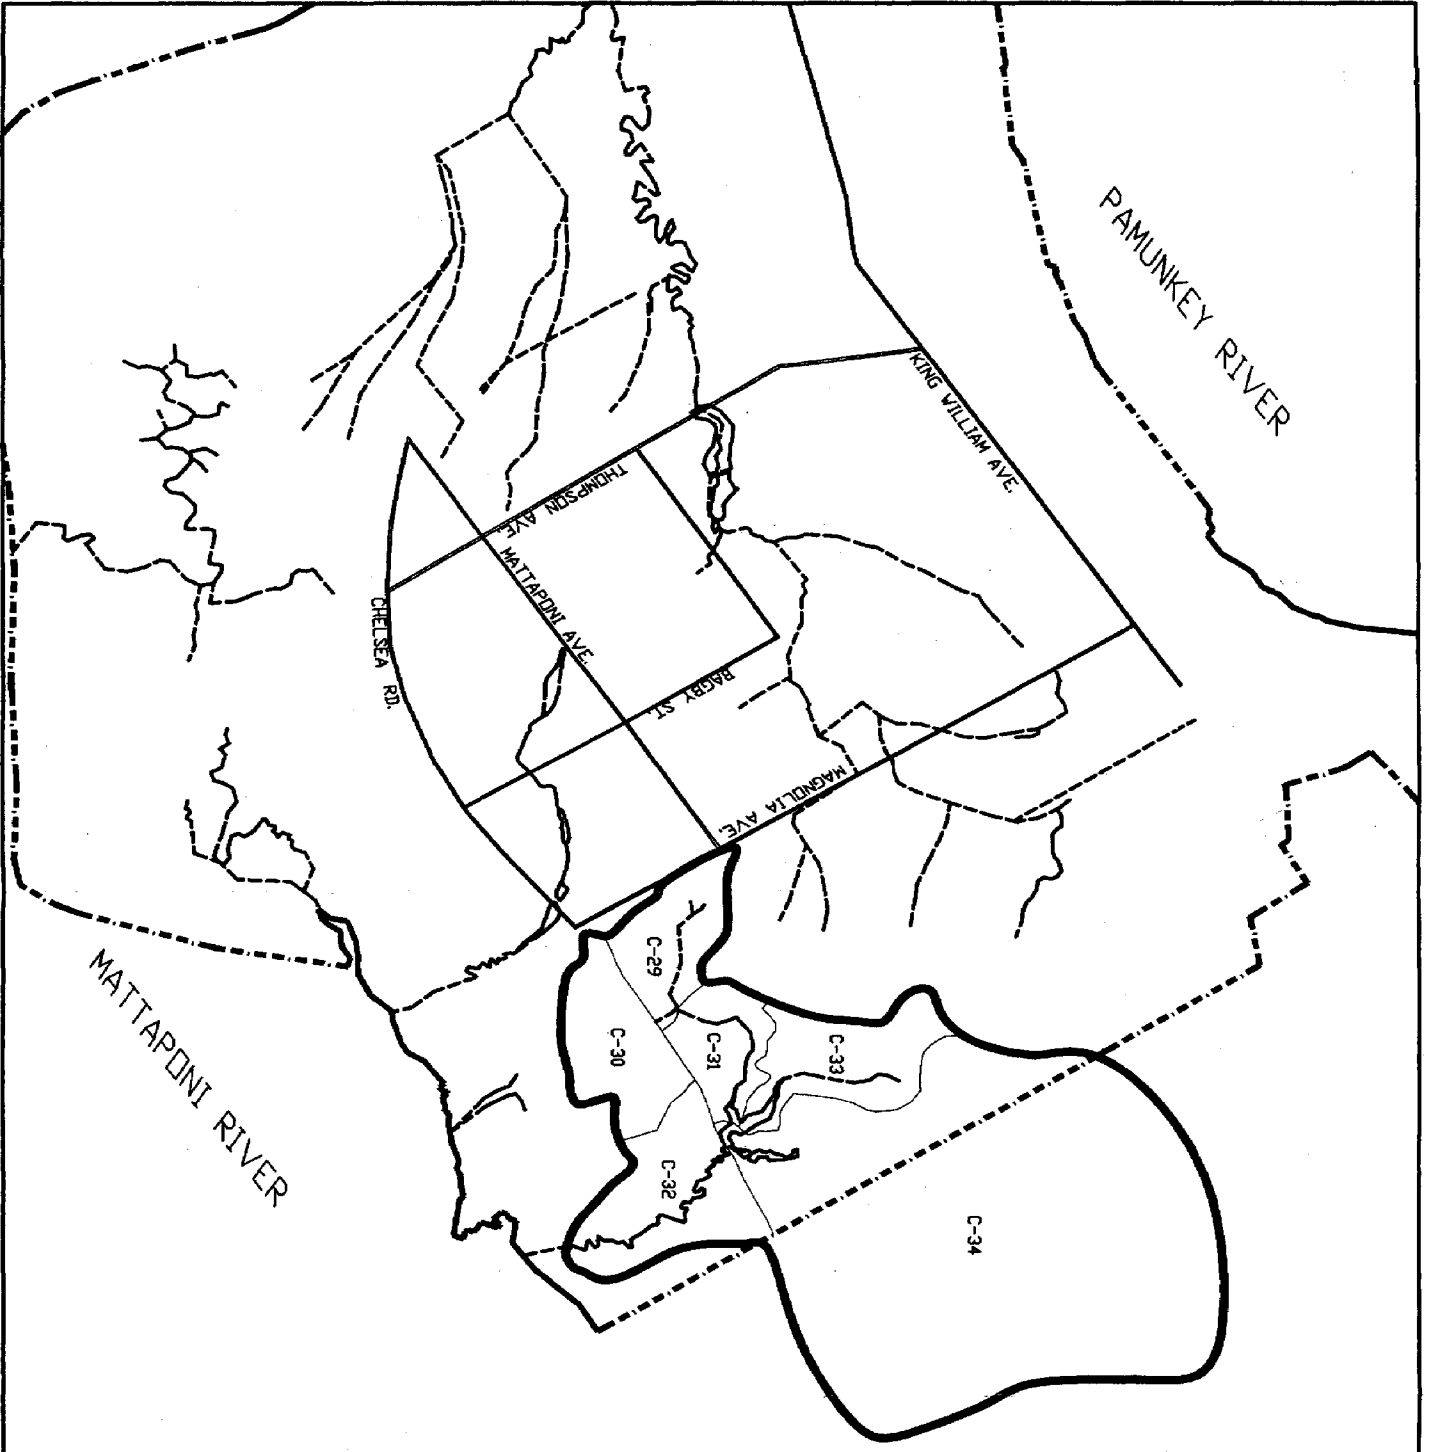 PAMUNKEY RIVER
KING WILLIAM AVE.
THOMPSON AVE.
MATTAPONI AVE.
CHELSEA RD.
BAGBY ST.
MAGNOLIA AVE.
C-29
C-30
C-31
C-33
C-32
C-34
MATTAPONI RIVER